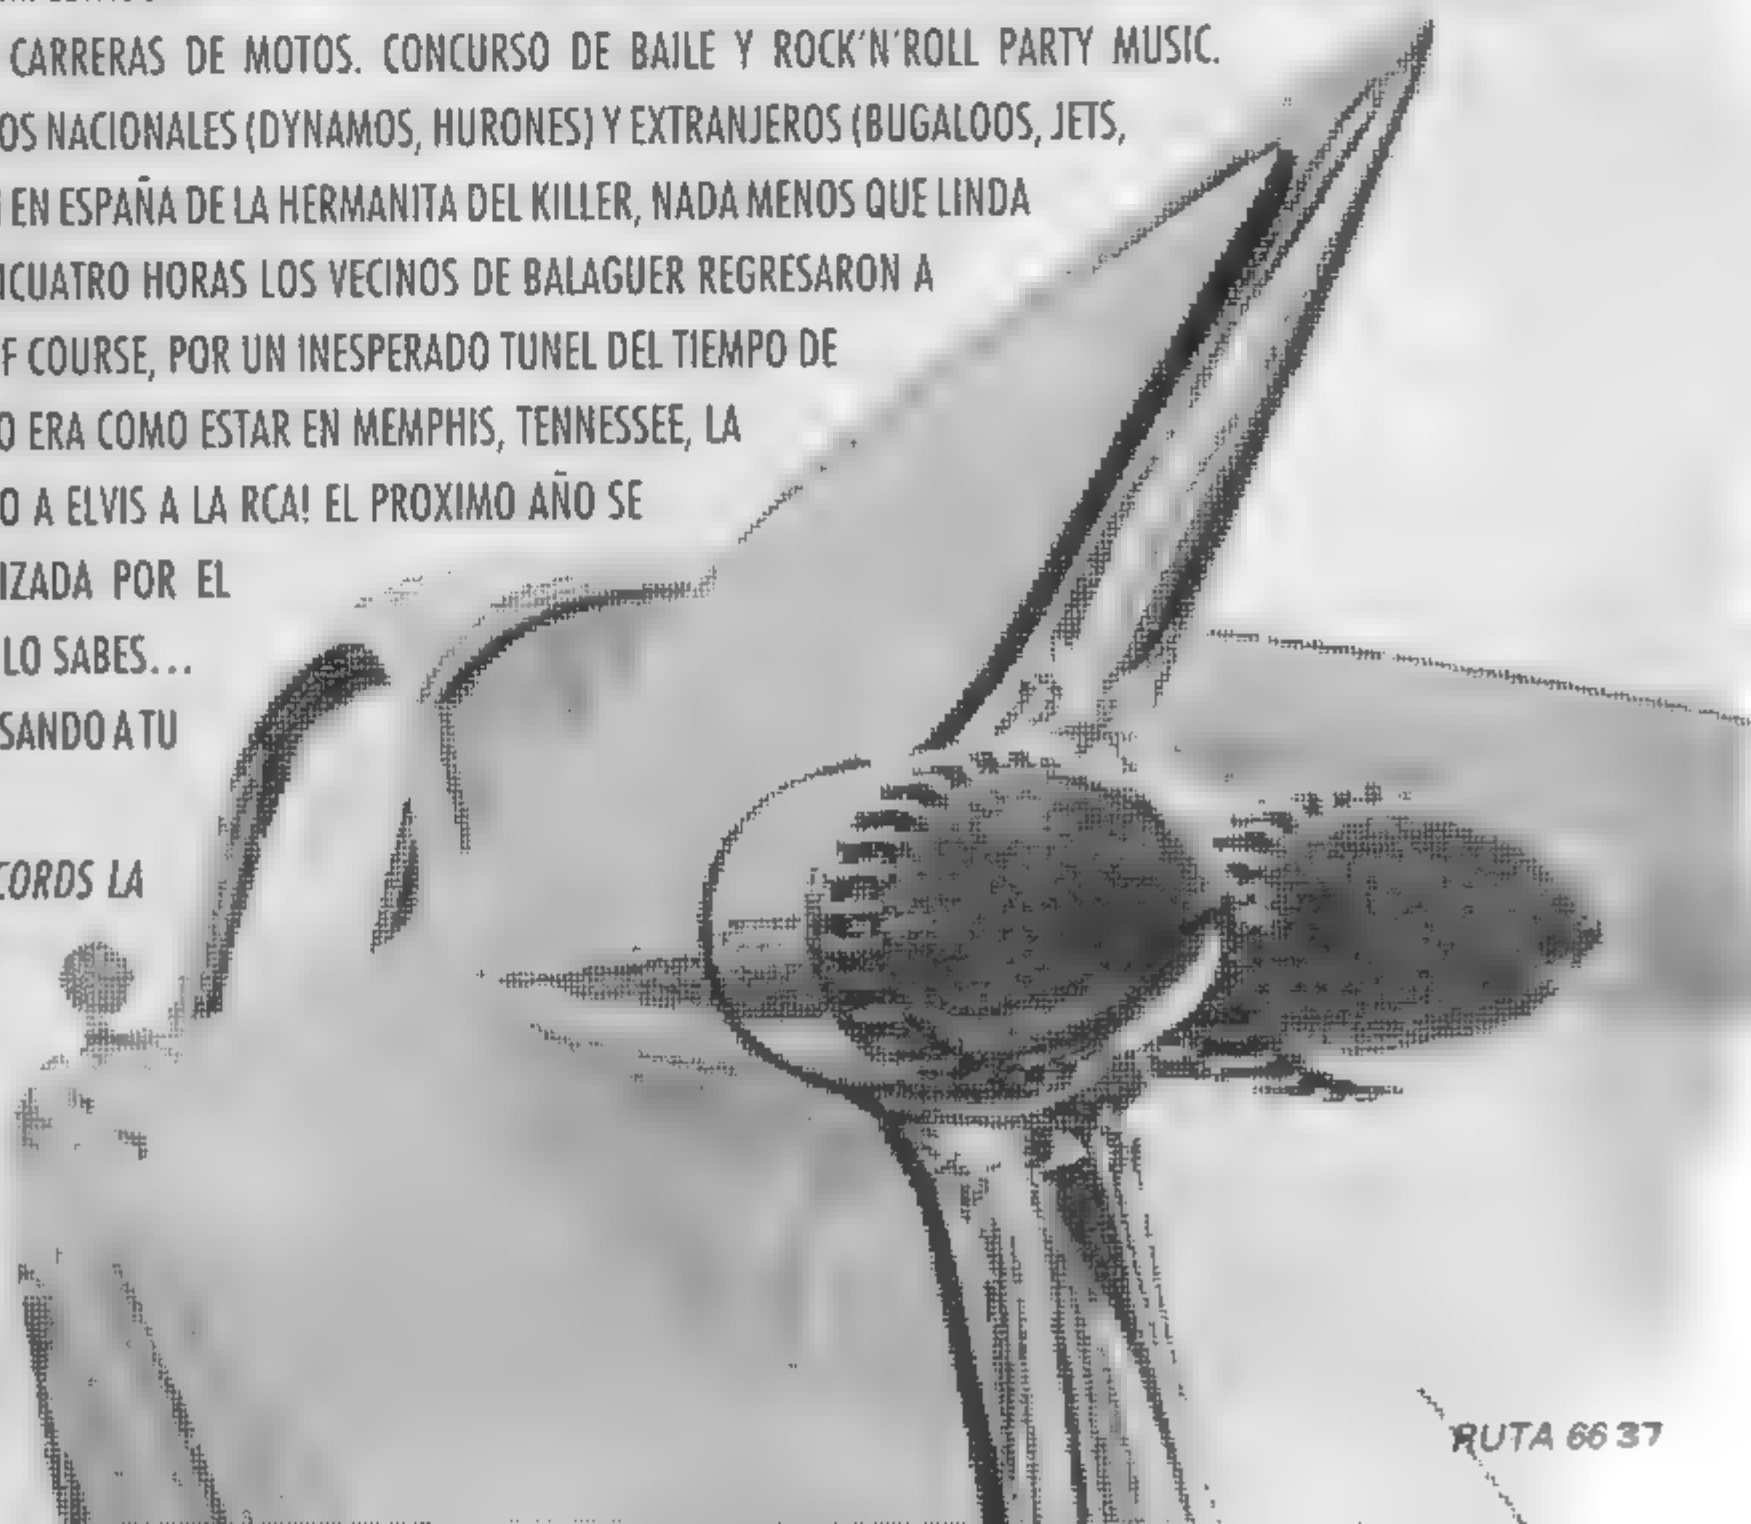 CARRERAS DE MOTOS. CONCURSO DE BAILE Y ROCK'N'ROLL PARTY MUSIC.
OS NACIONALES (DYNAMOS, HURONES) Y EXTRANJEROS (BUGALOOS, JETS,
EN ESPAÑA DE LA HERMANITA DEL KILLER, NADA MENOS QUE LINDA
NCUATRO HORAS LOS VECINOS DE BALAGUER REGRESARON A
F COURSE, POR UN INESPERADO TUNEL DEL TIEMPO DE
O ERA COMO ESTAR EN MEMPHIS, TENNESSEE, LA
O A ELVIS A LA RCA! EL PROXIMO AÑO SE
IZADA POR EL
LO SABES...
SANDO A TU
CORDS LA
RUTA 66 37